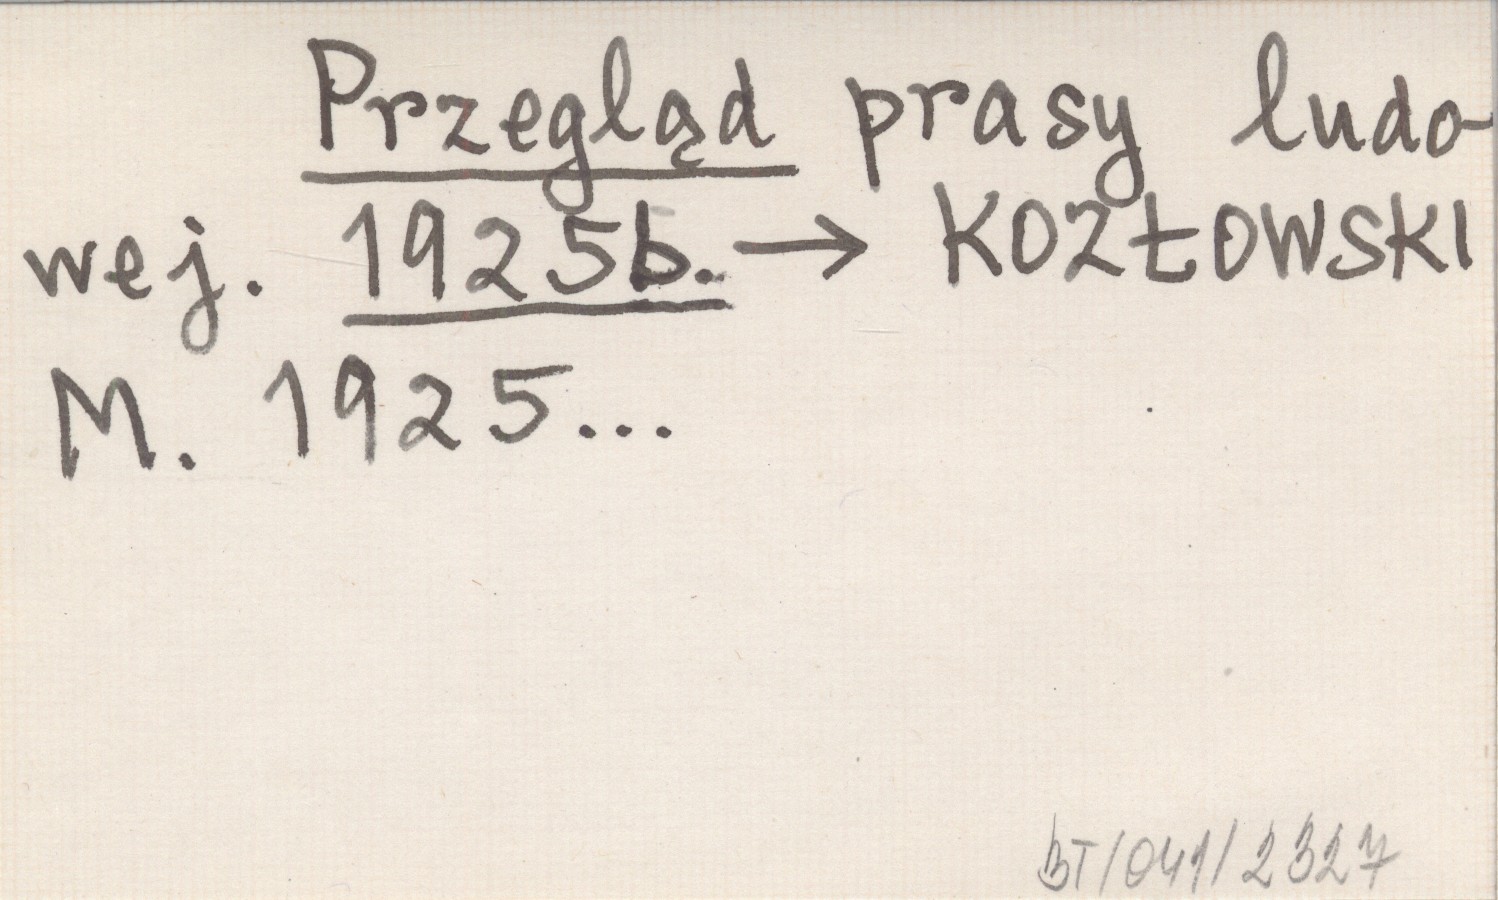 Przegląd prasy ludo-
wej. 1925b. → KOZŁOWSKI
M. 1925...
BT/041/2327